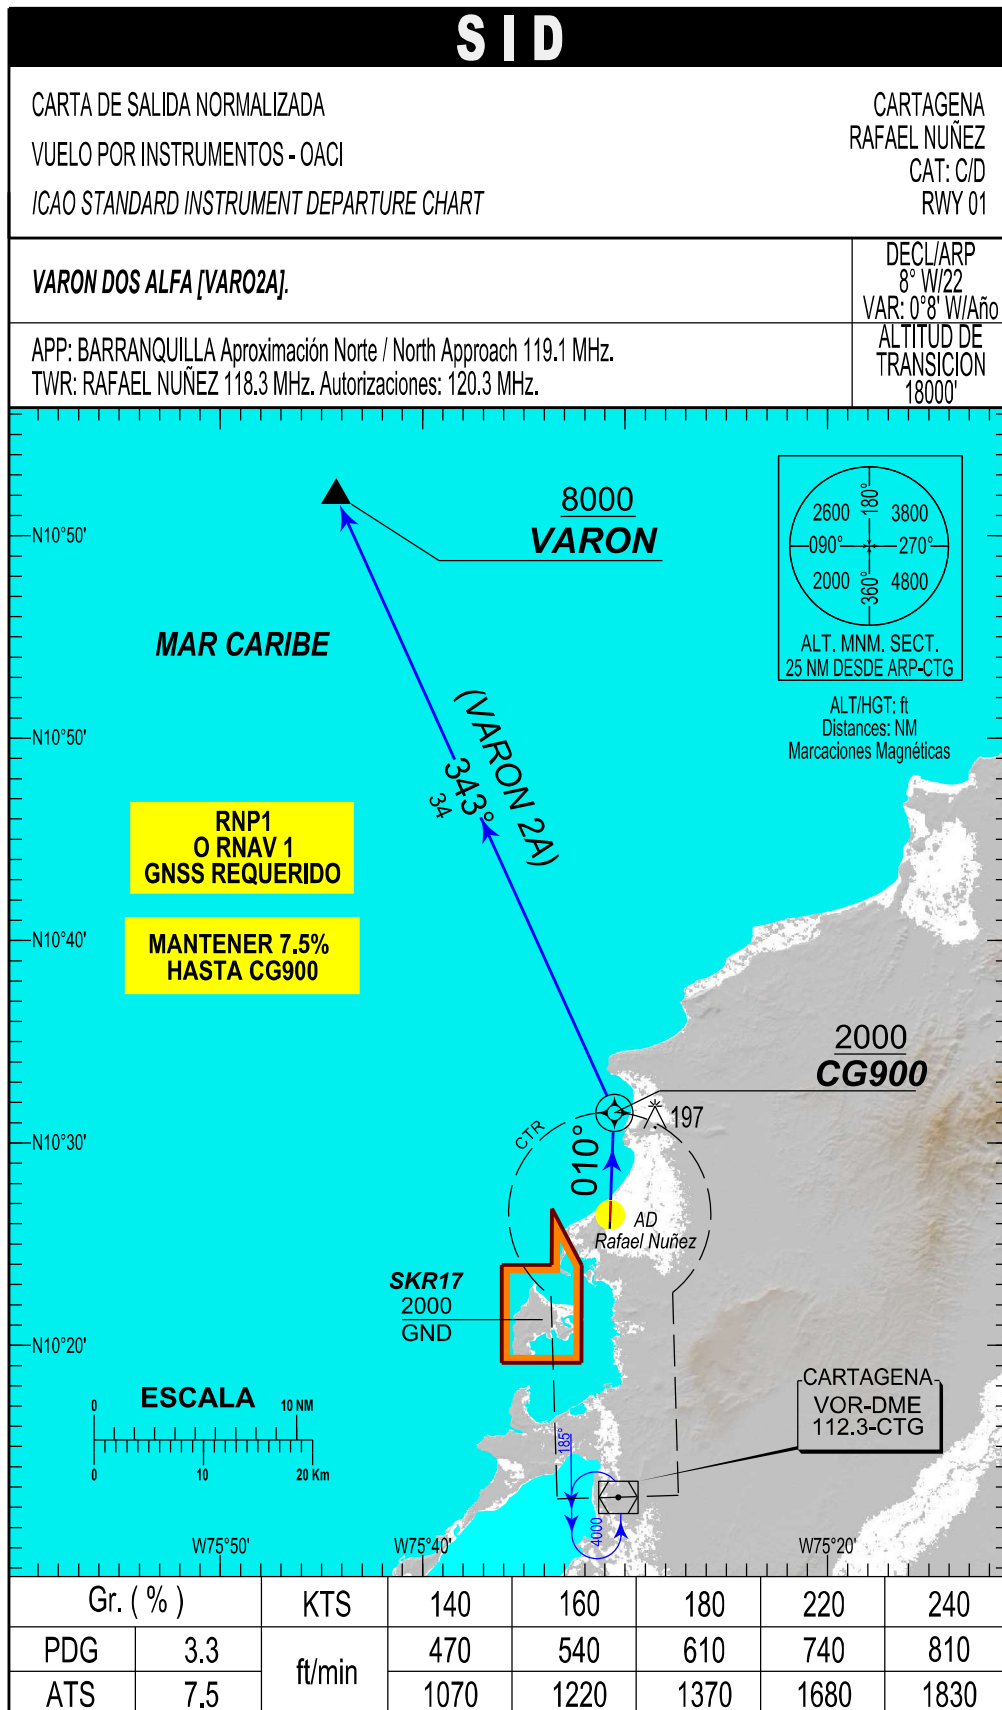 SID
CARTA DE SALIDA NORMALIZADA
VUELO POR INSTRUMENTOS - OACI
ICAO STANDARD INSTRUMENT DEPARTURE CHART
CARTAGENA
RAFAEL NUÑEZ
CAT: C/D
RWY 01
VARON DOS ALFA [VARO2A].
DECL/ARP
8° W/22
VAR: 0°8' W/Año
APP: BARRANQUILLA Aproximación Norte / North Approach 119.1 MHz.
TWR: RAFAEL NUÑEZ 118.3 MHz. Autorizaciones: 120.3 MHz.
ALTITUD DE
TRANSICION
18000'
8000
VARON
2600
180°
3800
090°
270°
2000
360°
4800
ALT. MNM. SECT.
25 NM DESDE ARP-CTG
ALT/HGT: ft
Distances: NM
Marcaciones Magnéticas
N10°50'
MAR CARIBE
(VARON 2A)
N10°50'
343°
34
RNP1
O RNAV 1
GNSS REQUERIDO
N10°40'
MANTENER 7.5%
HASTA CG900
2000
CG900
197
CTR
010°
N10°30'
AD
Rafael Nuñez
SKR17
2000
GND
N10°20'
CARTAGENA
VOR-DME
112.3-CTG
ESCALA
0
10 NM
0
10
20 Km
185°
4000
W75°50'
W75°40'
W75°20'
Gr. ( % )
KTS
140
160
180
220
240
PDG
3.3
ft/min
470
540
610
740
810
ATS
7.5
1070
1220
1370
1680
1830